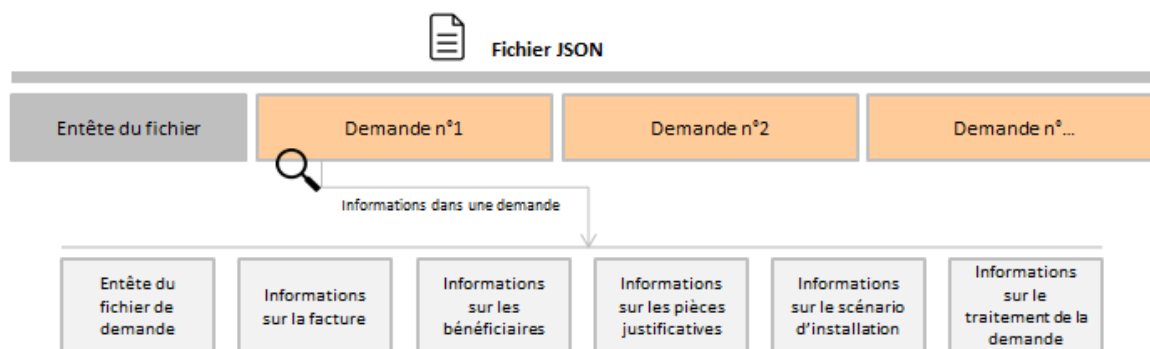 Fichier JSON
Entête du fichier
Demande n°1
Demande n°2
Demande n°...
Informations dans une demande
Entête du
fichier de
demande
Informations
sur la facture
Informations
sur les
bénéficiaires
Informations
sur les pièces
justificatives
Informations
sur le scénario
d'installation
Informations
sur le
traitement de la
demande